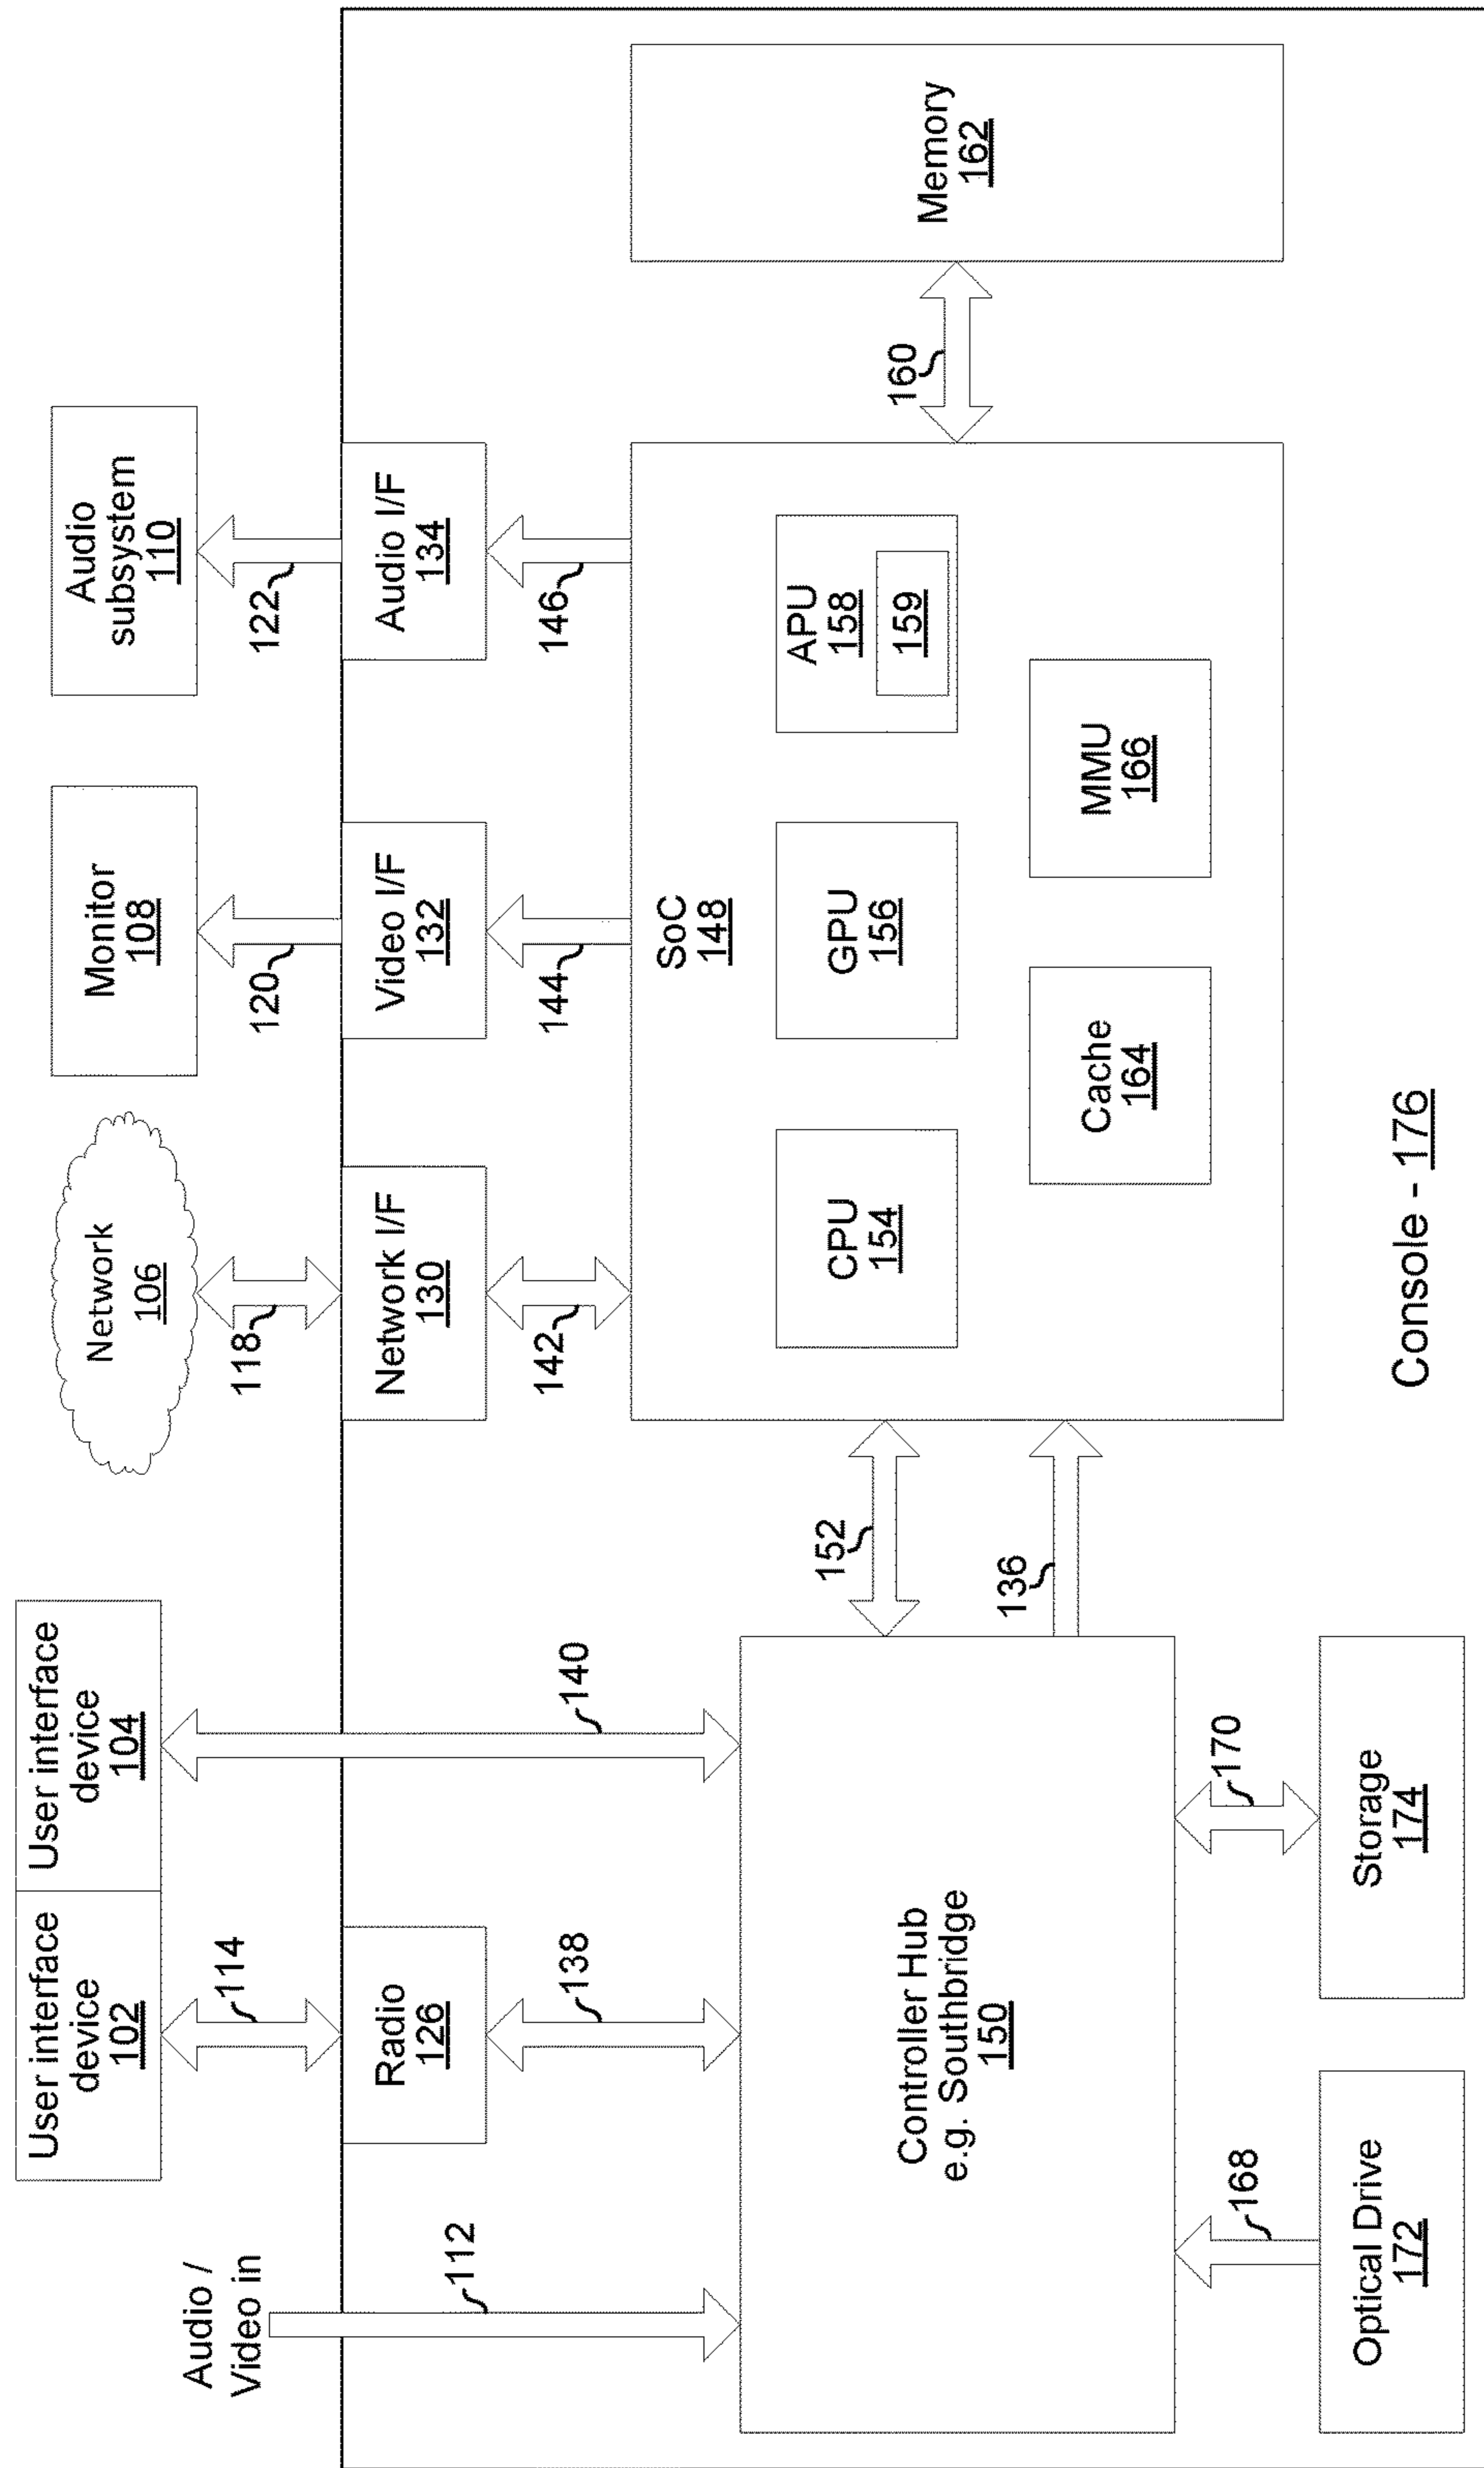 Audio /
Video in
112
User interface
device
102
User interface
device
104
114
Radio
126
138
140
Network
106
118
Network I/F
130
142
Monitor
108
120
Video I/F
132
144
Audio
subsystem
110
122
Audio I/F
134
146
Controller Hub
e.g. Southbridge
150
152
136
SoC
148
CPU
154
GPU
156
APU
158
159
Cache
164
MMU
166
160
Memory
162
168
Optical Drive
172
170
Storage
174
Console - 176